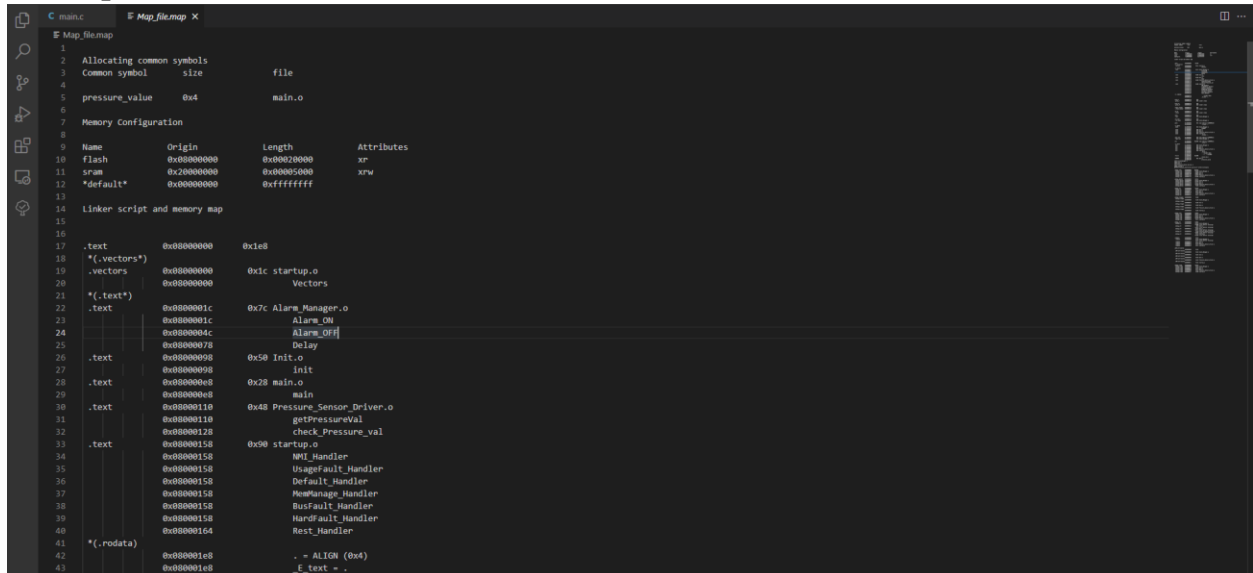 C main.c Map_file.map ×
Map_file.map
1
2 Allocating common symbols
3 Common symbol size file
4
5 pressure_value 0x4 main.o
6
7 Memory Configuration
8
9 Name Origin Length Attributes
10 flash 0x08000000 0x00020000 xr
11 sram 0x20000000 0x00005000 xrw
12 *default* 0x00000000 0xffffffff
13
14 Linker script and memory map
15
16
17 .text 0x08000000 0x1e8
18 *(.vectors*)
19 .vectors 0x08000000 0x1c startup.o
20 0x08000000 Vectors
21 *(.text*)
22 .text 0x0800001c 0x7c Alarm_Manager.o
23 0x0800001c Alarm_ON
24 0x0800004c Alarm_OFF
25 0x08000078 Delay
26 .text 0x08000098 0x50 Init.o
27 0x08000098 init
28 .text 0x080000e8 0x28 main.o
29 0x080000e8 main
30 .text 0x08000110 0x48 Pressure_Sensor_Driver.o
31 0x08000110 getPressureVal
32 0x08000128 check_Pressure_val
33 .text 0x08000158 0x90 startup.o
34 0x08000158 NMI_Handler
35 0x08000158 UsageFault_Handler
36 0x08000158 Default_Handler
37 0x08000158 MemManage_Handler
38 0x08000158 BusFault_Handler
39 0x08000158 HardFault_Handler
40 0x08000164 Rest_Handler
41 *(.rodata)
42 0x080001e8 . = ALIGN (0x4)
43 0x080001e8 _E_text = .